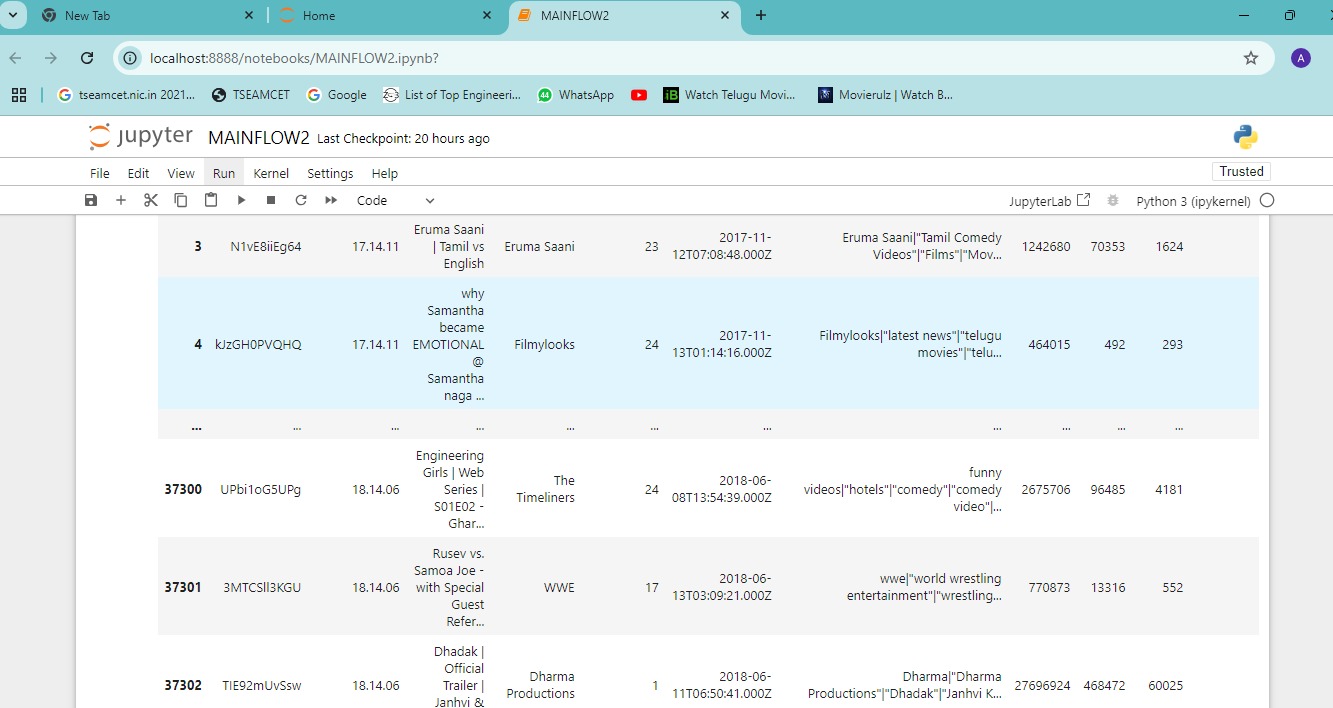 New Tab
Home
MAINFLOW2
localhost:8888/notebooks/MAINFLOW2.ipynb?
A
tseamcet.nic.in 2021...
TSEAMCET
Google
List of Top Engineeri...
44
WhatsApp
iB
Watch Telugu Movi...
Movierulz | Watch B...
jupyter
MAINFLOW2 Last Checkpoint: 20 hours ago
File Edit View Run Kernel Settings Help
Trusted
Code
JupyterLab
Python 3 (ipykernel)
3 N1vE8iiEg64 17.14.11
Eruma Saani
| Tamil vs
English
Eruma Saani
23
2017-11-
12T07:08:48.000Z
Eruma Saani|"Tamil Comedy
Videos"|"Films"|"Mov...
1242680 70353 1624
4 kJzGH0PVQHQ 17.14.11
why
Samantha
became
EMOTIONAL
@
Samantha
naga ...
Filmylooks
24
2017-11-
13T01:14:16.000Z
Filmylooks|"latest news"|"telugu
movies"|"telu...
464015 492 293
... ... ... ... ... ... ... ... ... ... ...
37300 UPbi1oG5UPg 18.14.06
Engineering
Girls | Web
Series |
S01E02 -
Ghar...
The
Timeliners
24
2018-06-
08T13:54:39.000Z
funny
videos|"hotels"|"comedy"|"comedy
video"|...
2675706 96485 4181
37301 3MTCSll3KGU 18.14.06
Rusev vs.
Samoa Joe -
with Special
Guest
Refer...
WWE
17
2018-06-
13T03:09:21.000Z
wwe|"world wrestling
entertainment"|"wrestling...
770873 13316 552
37302 TIE92mUvSsw 18.14.06
Dhadak |
Official
Trailer |
Janhvi &
Dharma
Productions
1
2018-06-
11T06:50:41.000Z
Dharma|"Dharma
Productions"|"Dhadak"|"Janhvi K...
27696924 468472 60025